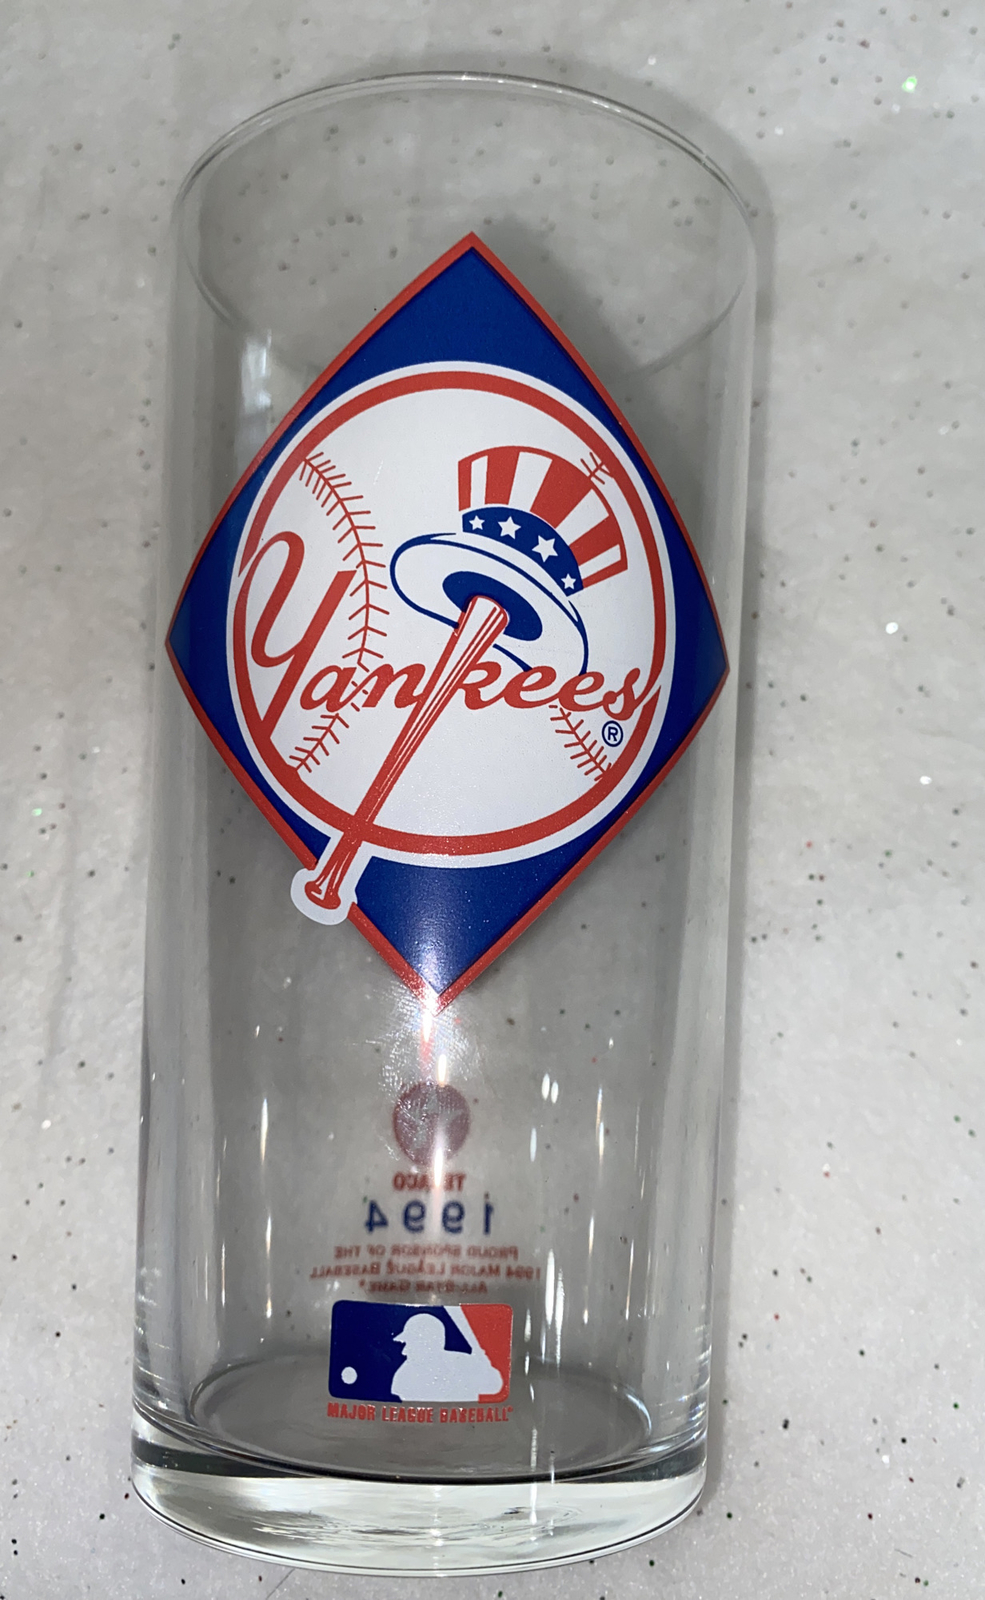 Yankees
®
TEXACO
1994
PROUD SPONSOR OF THE
1994 MAJOR LEAGUE BASEBALL
ALL-STAR GAME®
MAJOR LEAGUE BASEBALL®